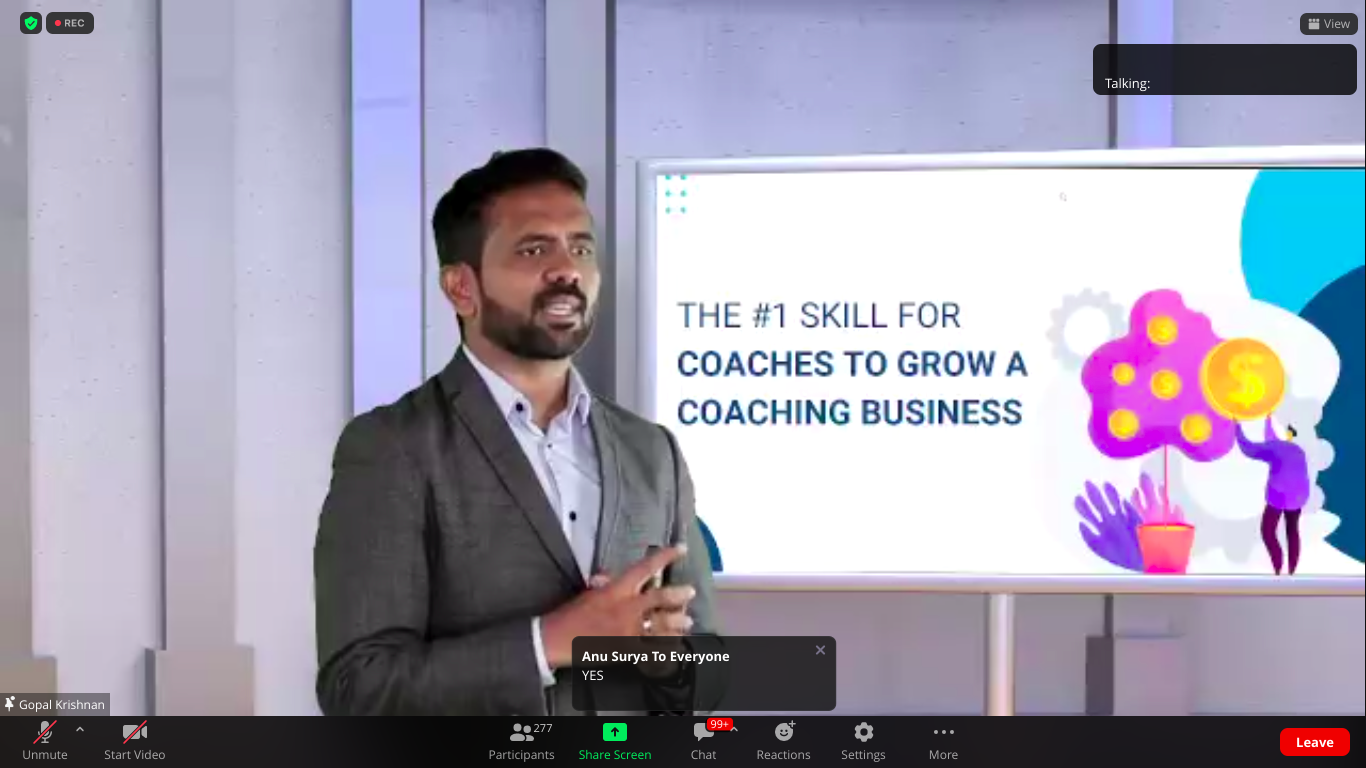 REC
View
Talking:
THE #1 SKILL FOR
COACHES TO GROW A
COACHING BUSINESS
Anu Surya To Everyone
YES
Gopal Krishnan
277
99+
Unmute
Start Video
Participants
Share Screen
Chat
Reactions
Settings
More
Leave